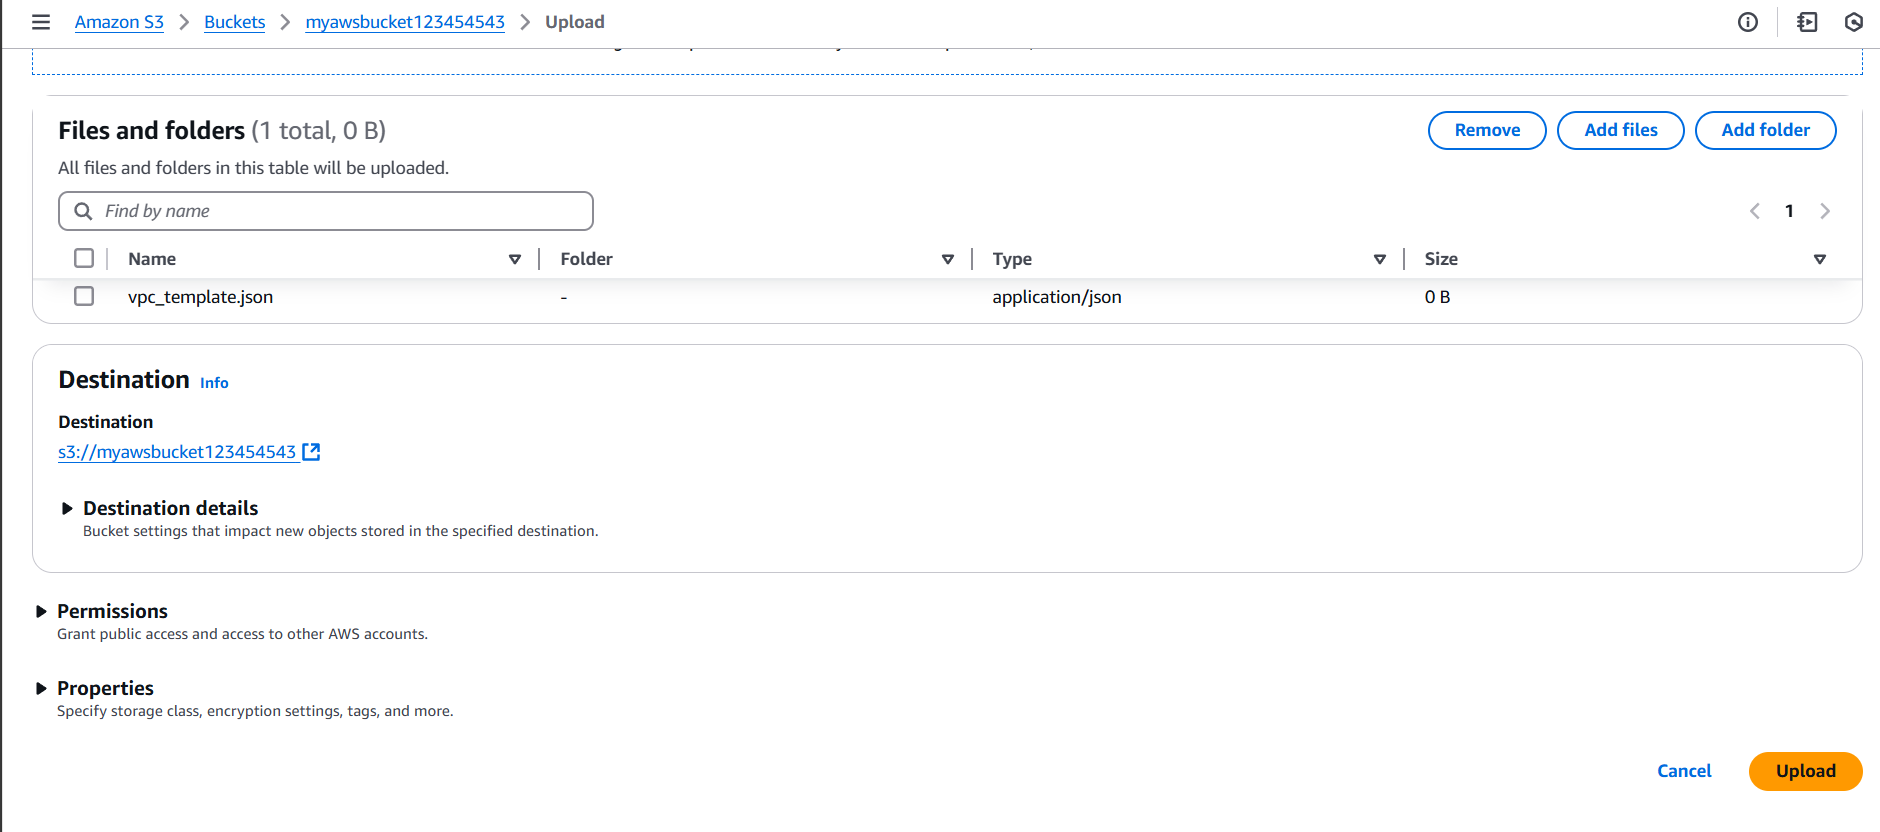 Amazon S3 > Buckets > myawsbucket123454543 > Upload
Files and folders (1 total, 0 B)
Remove
Add files
Add folder
All files and folders in this table will be uploaded.
Find by name
1
Name Folder Type Size
vpc_template.json - application/json 0 B
Destination Info
Destination
s3://myawsbucket123454543
Destination details
Bucket settings that impact new objects stored in the specified destination.
Permissions
Grant public access and access to other AWS accounts.
Properties
Specify storage class, encryption settings, tags, and more.
Cancel
Upload